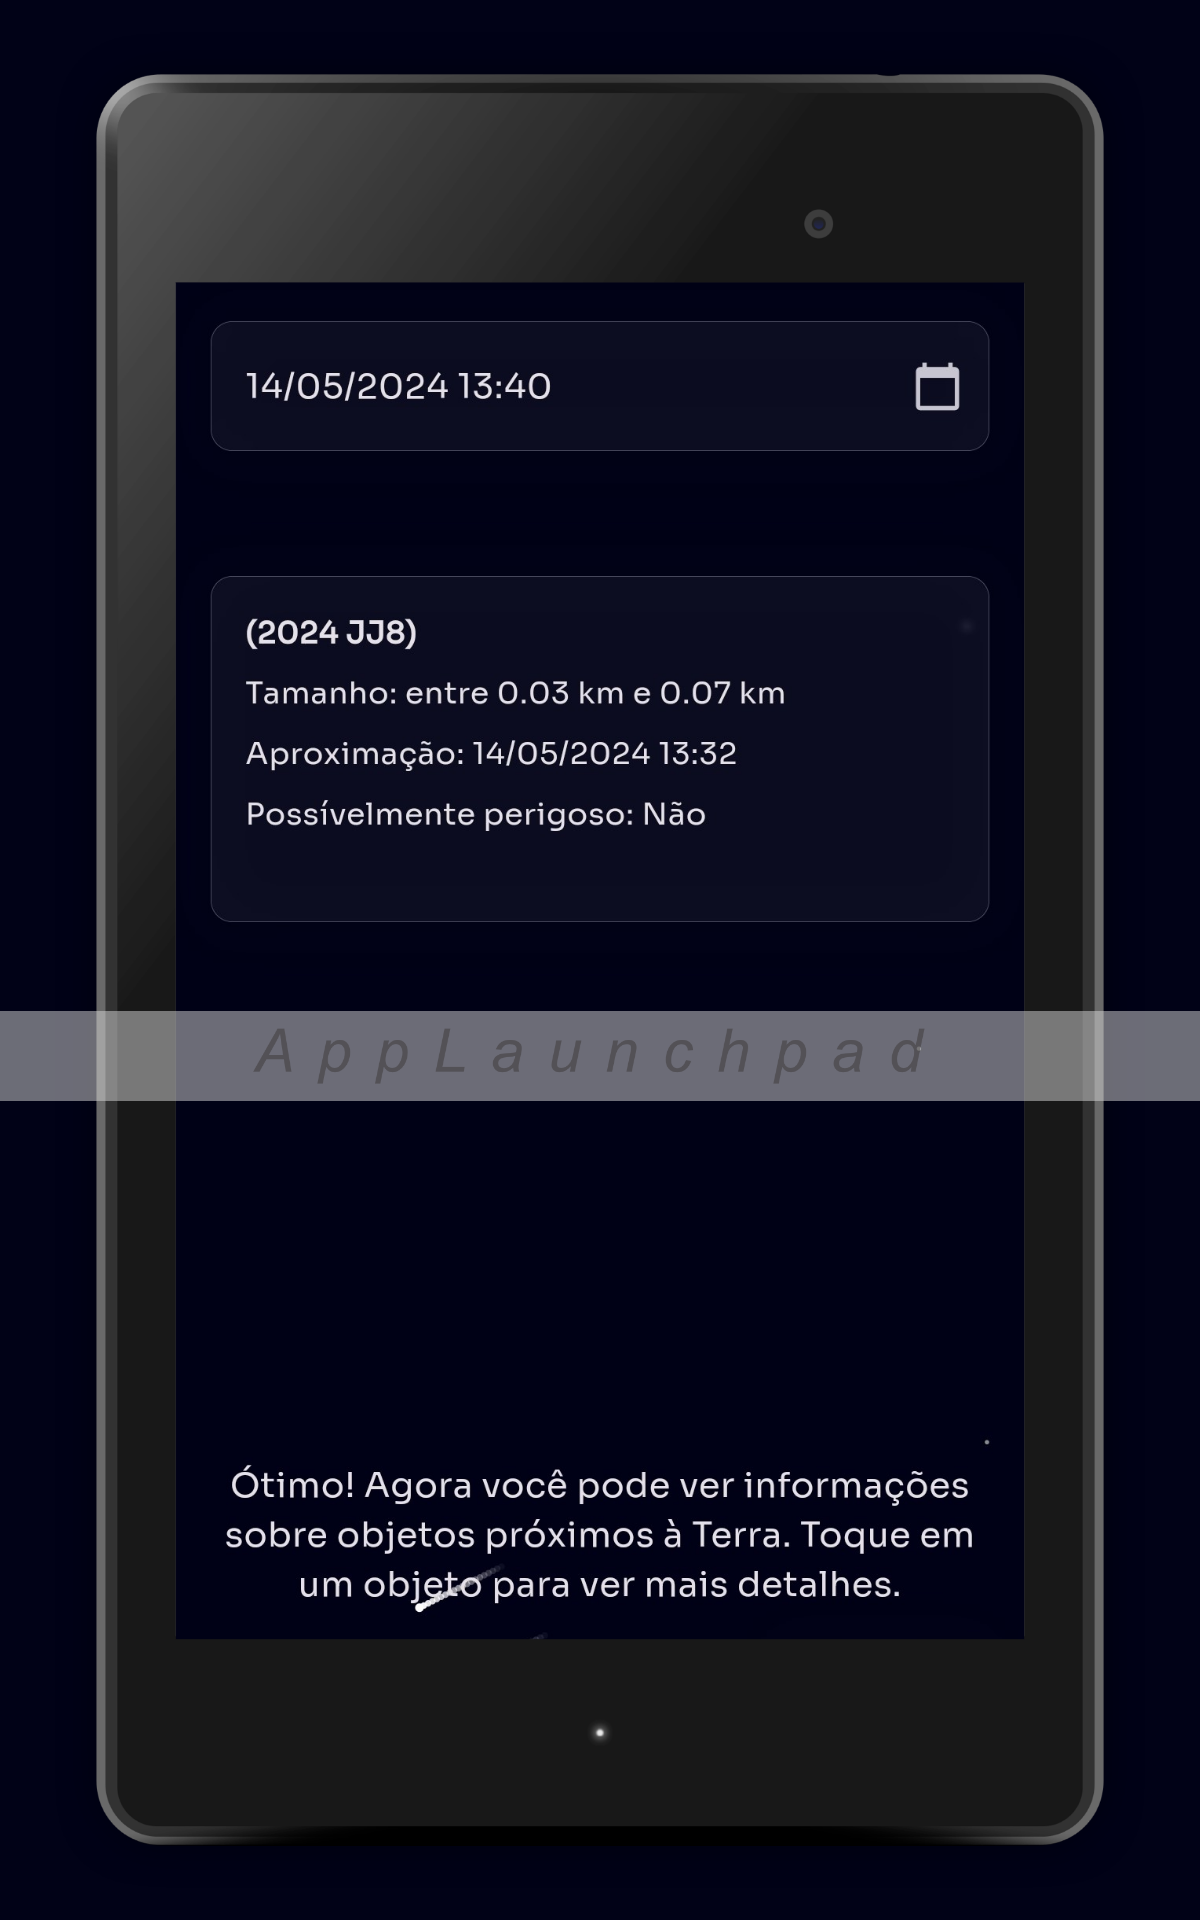 14/05/2024 13:40
(2024 JJ8)
Tamanho: entre 0.03 km e 0.07 km
Aproximação: 14/05/2024 13:32
Possívelmente perigoso: Não
AppLaunchpad
Ótimo! Agora você pode ver informações
sobre objetos próximos à Terra. Toque em
um objeto para ver mais detalhes.